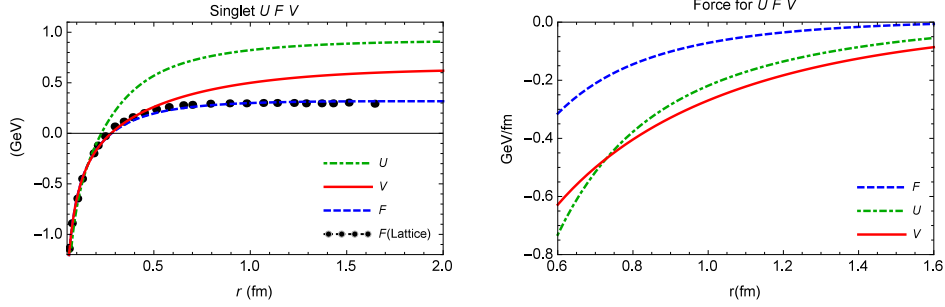 Singlet U F V
(GeV)
1.0
0.5
0.0
−0.5
−1.0
U
V
F
F(Lattice)
0.5
1.0
1.5
2.0
r (fm)
Force for U F V
GeV/fm
0.0
−0.2
−0.4
−0.6
−0.8
F
U
V
0.6
0.8
1.0
1.2
1.4
1.6
r(fm)